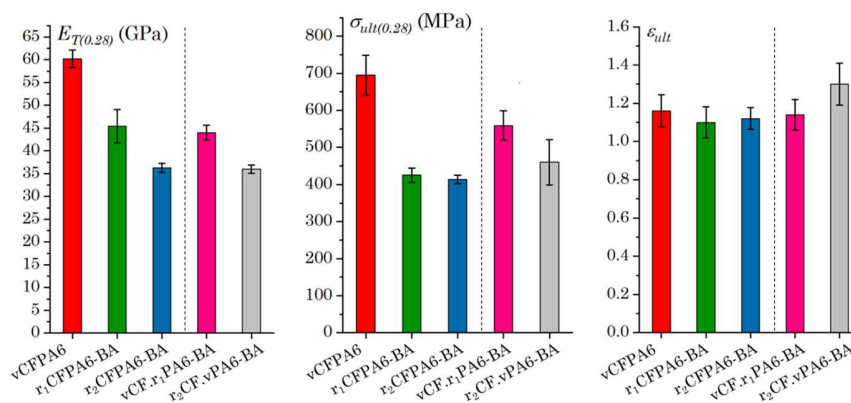 E_T(0.28) (GPa)
65
60
55
50
45
40
35
30
25
20
15
10
5
0
vCFPA6
r₁CFPA6-BA
r₂CFPA6-BA
vCF.r₁PA6-BA
r₂CF.vPA6-BA
σ_ult(0.28) (MPa)
800
700
600
500
400
300
200
100
0
vCFPA6
r₁CFPA6-BA
r₂CFPA6-BA
vCF.r₁PA6-BA
r₂CF.vPA6-BA
ε_ult
1.6
1.4
1.2
1.0
0.8
0.6
0.4
0.2
0.0
vCFPA6
r₁CFPA6-BA
r₂CFPA6-BA
vCF.r₁PA6-BA
r₂CF.vPA6-BA